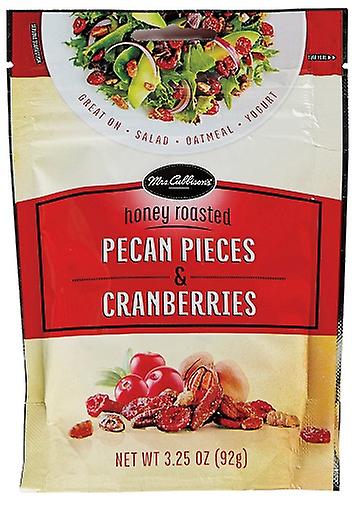 GREAT ON • SALAD • OATMEAL • YOGURT
Mrs. Cubbison's
honey roasted
PECAN PIECES
&
CRANBERRIES
NET WT 3.25 OZ (92g)